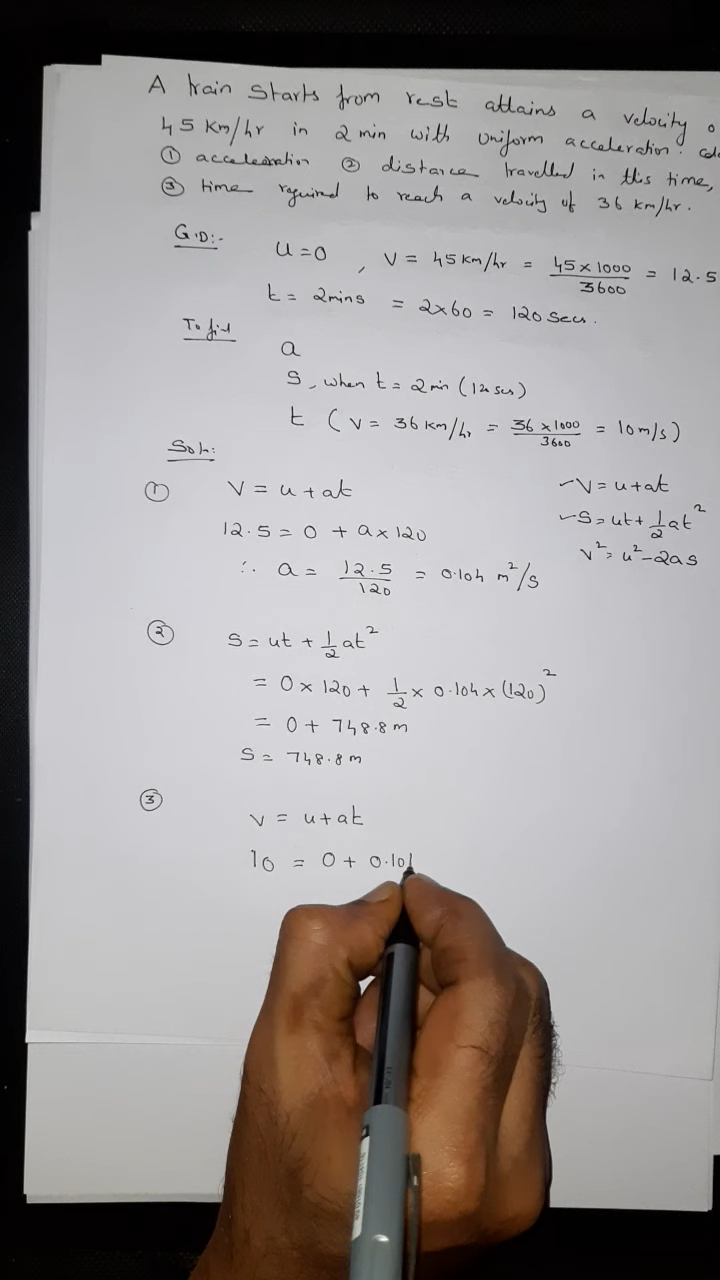 A train starts from rest attains a velocity o
45 Km/hr in 2 min with uniform acceleration.
① acceleration ② distance travelled in this time,
③ time required to reach a velocity of 36 km/hr.
G.D:-
u = 0 , v = 45 km/hr = 45 x 1000 / 3600 = 12.5
t = 2mins = 2x60 = 120 secs.
To find
a
S, when t = 2 min (120 secs)
t ( v = 36 km/hr = 36 x 1000 / 3600 = 10 m/s )
Soln:
① V = u + at
✓ V = u + at
12.5 = 0 + a x 120
✓ S = ut + 1/2 at²
∴ a = 12.5 / 120 = 0.104 m²/s
v² = u² - 2as
② S = ut + 1/2 at²
= 0 x 120 + 1/2 x 0.104 x (120)²
= 0 + 748.8 m
S = 748.8 m
③ v = u + at
10 = 0 + 0.10